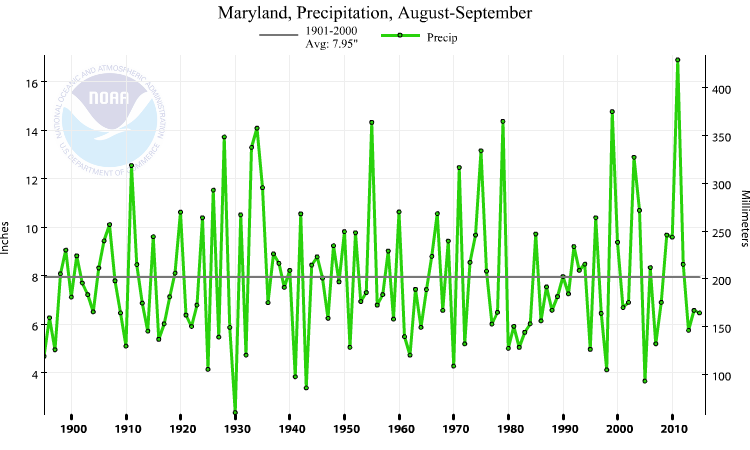 Maryland, Precipitation, August-September
1901-2000
Avg: 7.95"
Precip
NATIONAL OCEANIC AND ATMOSPHERIC ADMINISTRATION
NOAA
U.S. DEPARTMENT OF COMMERCE
16
14
12
10
8
6
4
Inches
400
350
300
250
200
150
100
Millimeters
1900 1910 1920 1930 1940 1950 1960 1970 1980 1990 2000 2010